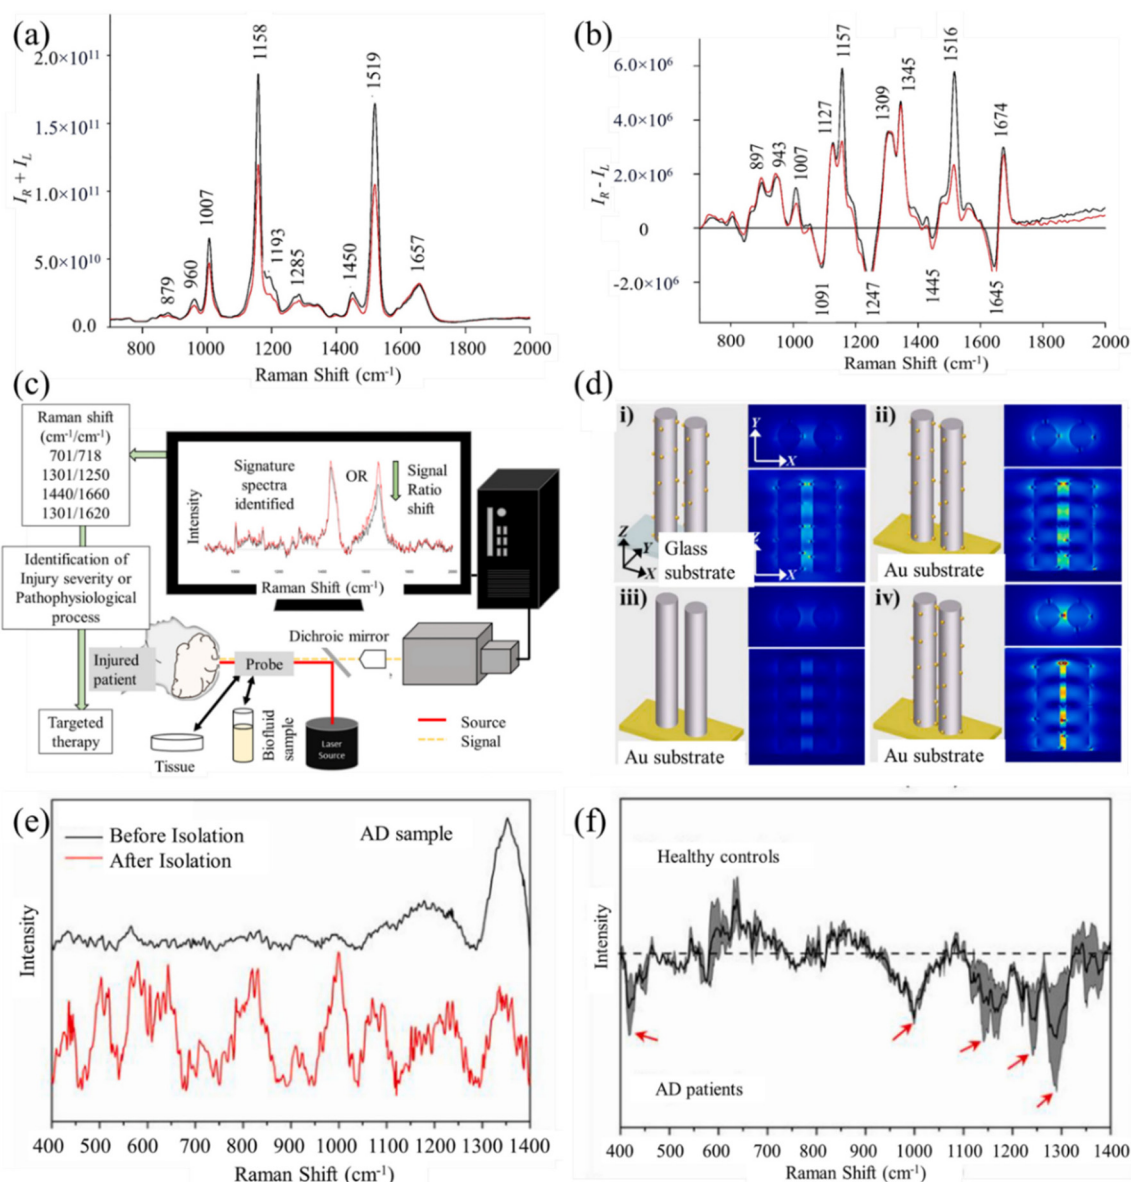 (a)
2.0×10¹¹
1.5×10¹¹
1.0×10¹¹
5.0×10¹⁰
0.0
I_R + I_L
879
960
1007
1158
1193
1285
1450
1519
1657
800 1000 1200 1400 1600 1800 2000
Raman Shift (cm⁻¹)
(b)
6.0×10⁶
4.0×10⁶
2.0×10⁶
0
-2.0×10⁶
I_R - I_L
897
943
1007
1127
1157
1309
1345
1516
1674
1091
1247
1445
1645
800 1000 1200 1400 1600 2000
Raman Shift (cm⁻¹)
(c)
Raman shift
(cm⁻¹/cm⁻¹)
701/718
1301/1250
1440/1660
1301/1620
Identification of
Injury severity or
Pathophysiological
process
Targeted
therapy
Signature
spectra
identified
OR
Signal
Ratio
shift
Intensity
Raman Shift (cm⁻¹)
Injured
patient
Probe
Dichroic mirror
Tissue
Biofluid
sample
Laser
Source
Source
Signal
(d)
i)
Y
X
Z
Y
X
Glass
substrate
X
ii)
Au substrate
iii)
Au substrate
iv)
Au substrate
(e)
Before Isolation
After Isolation
AD sample
Intensity
400 500 600 700 800 900 1000 1100 1200 1300 1400
Raman Shift (cm⁻¹)
(f)
Healthy controls
AD patients
Intensity
400 500 600 700 800 900 1000 1100 1200 1300 1400
Raman Shift (cm⁻¹)